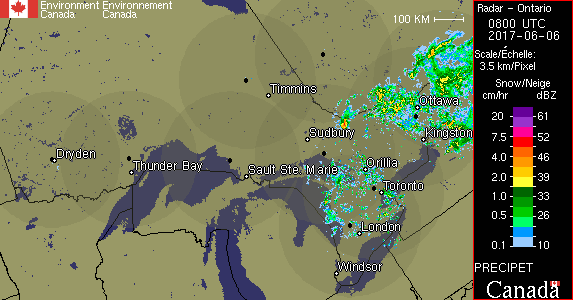 Environment Environnement
Canada Canada
100 KM
Timmins
Ottawa
Sudbury
Kingston
Dryden
Thunder Bay
Sault Ste. Marie
Orillia
Toronto
London
Windsor
Radar - Ontario
0800 UTC
2017-06-06
Scale/Échelle:
3.5 km/Pixel
Snow/Neige
cm/hr dBZ
20 61
7.5 52
4.0 46
2.0 39
1.0 33
0.5 26
0.1 10
PRECIPET
Canada